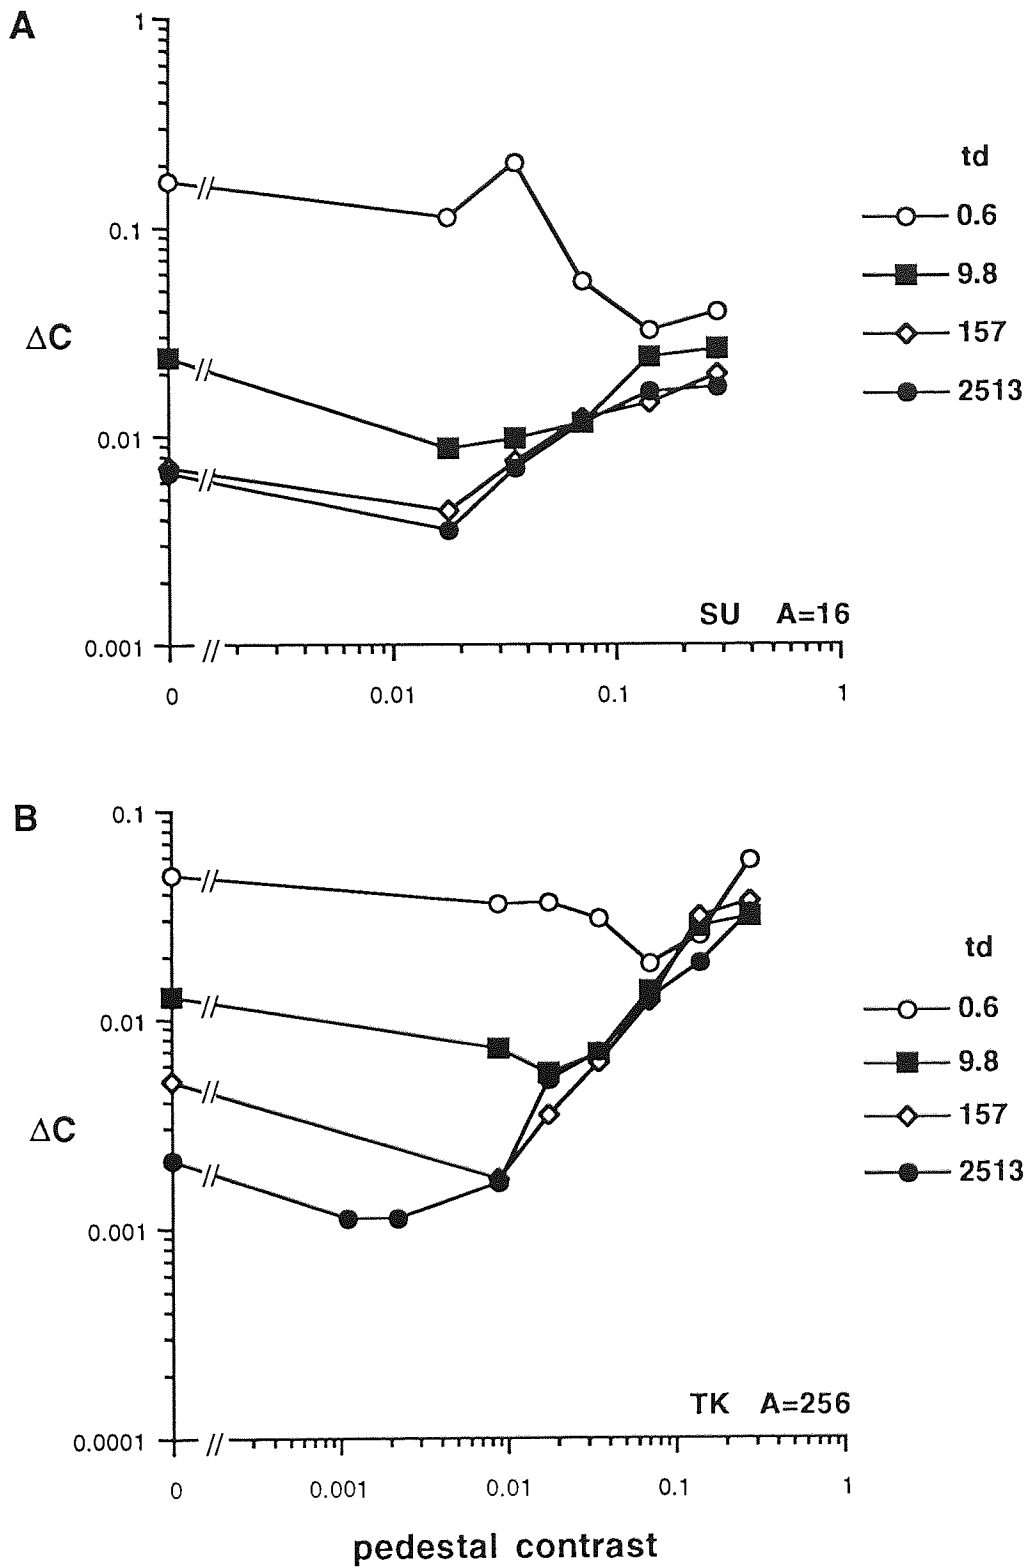 A
1
0.1
0.01
0.001
ΔC
td
0.6
9.8
157
2513
SU A=16
0 0.01 0.1 1
B
0.1
0.01
0.001
0.0001
ΔC
td
0.6
9.8
157
2513
TK A=256
0 0.001 0.01 0.1 1
pedestal contrast